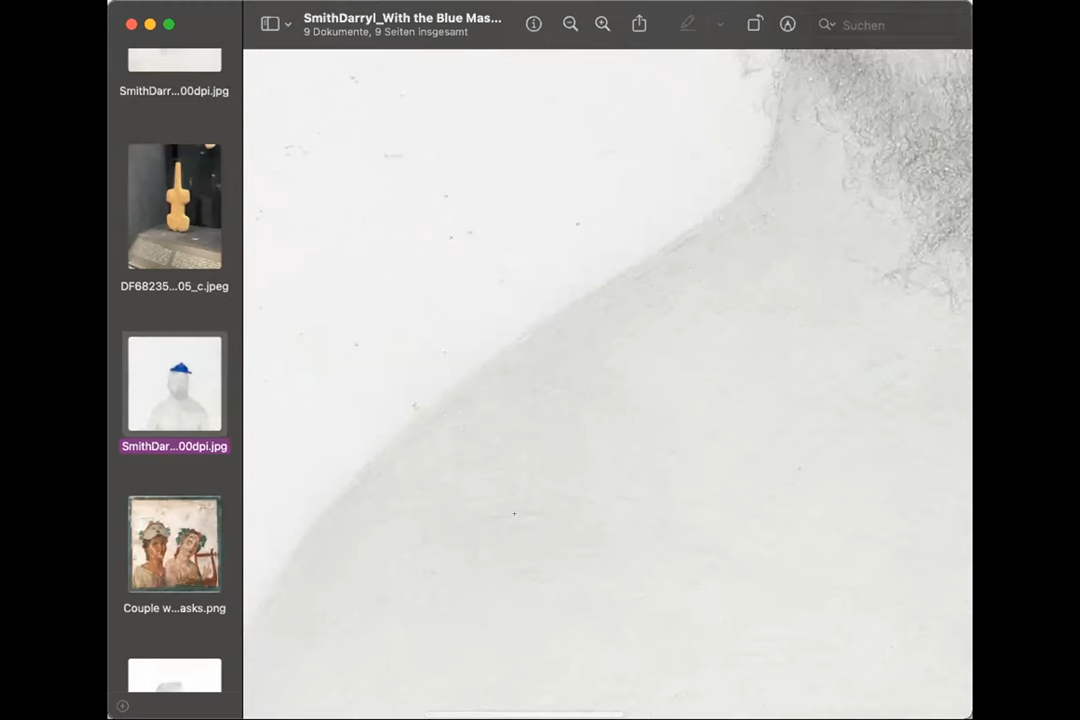 SmithDarryl_With the Blue Mas...
9 Dokumente, 9 Seiten insgesamt
Suchen
SmithDarr...00dpi.jpg
DF68235...05_c.jpeg
SmithDar...00dpi.jpg
Couple w...asks.png